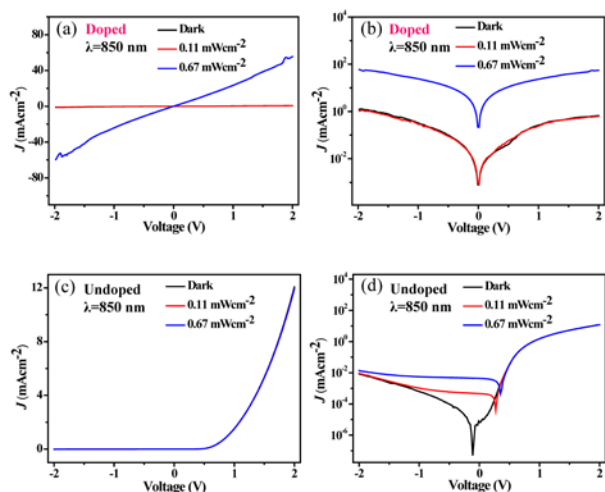 (a)
Doped
λ=850 nm
Dark
0.11 mWcm⁻²
0.67 mWcm⁻²
J (mAcm⁻²)
80
40
0
-40
-80
-2 -1 0 1 2
Voltage (V)
(b)
Doped
λ=850 nm
Dark
0.11 mWcm⁻²
0.67 mWcm⁻²
J (mAcm⁻²)
10⁴
10²
10⁰
10⁻²
-2 -1 0 1 2
Voltage (V)
(c)
Undoped
λ=850 nm
Dark
0.11 mWcm⁻²
0.67 mWcm⁻²
J (mAcm⁻²)
12
8
4
0
-2 -1 0 1 2
Voltage (V)
(d)
Undoped
λ=850 nm
Dark
0.11 mWcm⁻²
0.67 mWcm⁻²
J (mAcm⁻²)
10⁴
10²
10⁰
10⁻²
10⁻⁴
10⁻⁶
-2 -1 0 1 2
Voltage (V)